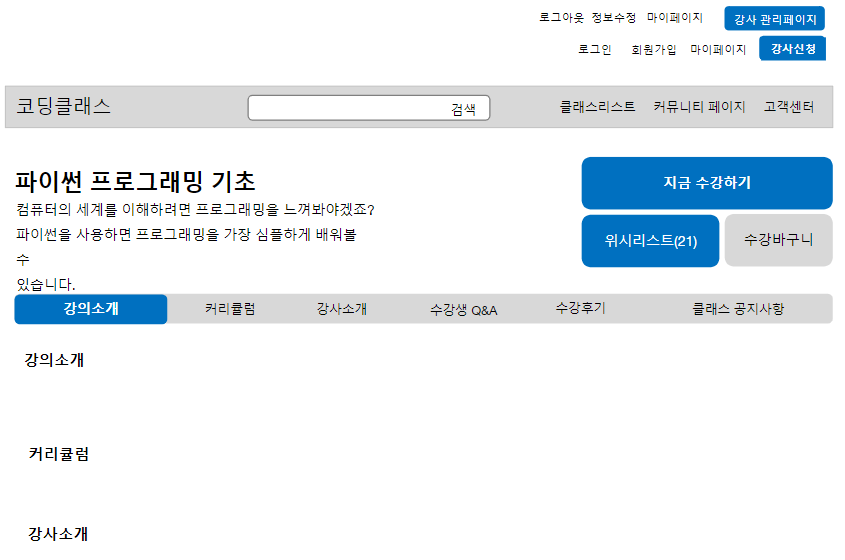 로그아웃 정보수정 마이페이지 강사 관리페이지
로그인 회원가입 마이페이지 강사신청
코딩클래스 검색 클래스리스트 커뮤니티 페이지 고객센터
파이썬 프로그래밍 기초 지금 수강하기
컴퓨터의 세계를 이해하려면 프로그래밍을 느껴봐야겠죠?
파이썬을 사용하면 프로그래밍을 가장 심플하게 배워볼
수
있습니다.
위시리스트(21) 수강바구니
강의소개 커리큘럼 강사소개 수강생 Q&A 수강후기 클래스 공지사항
강의소개
커리큘럼
강사소개